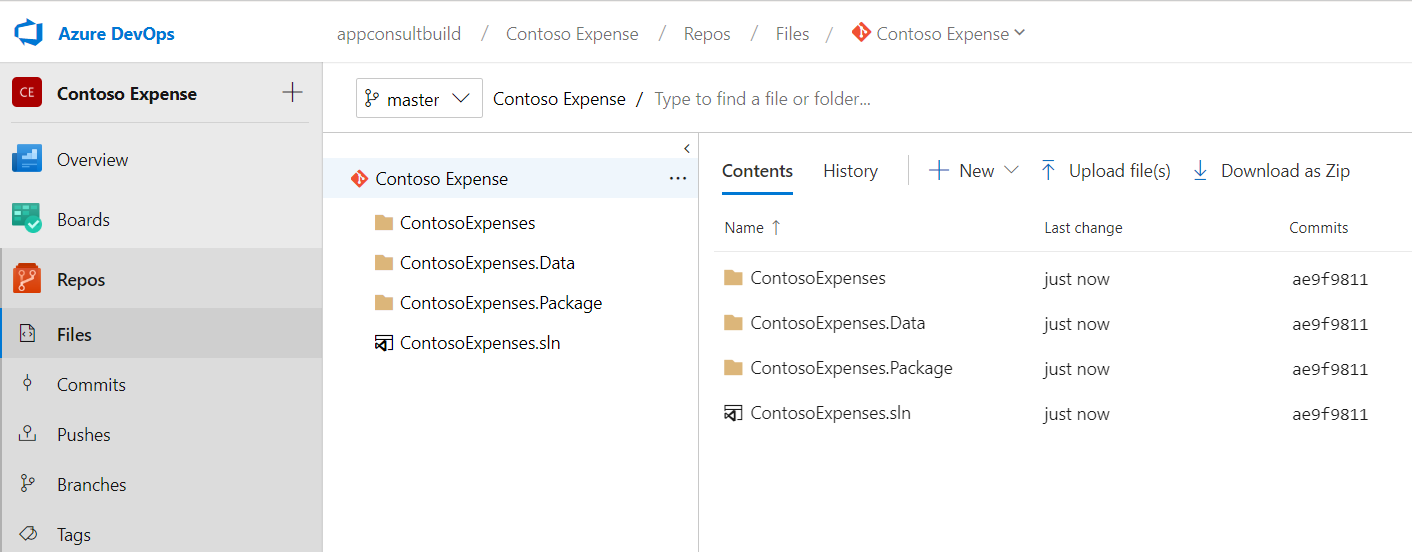 Azure DevOps
appconsultbuild / Contoso Expense / Repos / Files / Contoso Expense
CE Contoso Expense
Overview
Boards
Repos
Files
Commits
Pushes
Branches
Tags
master Contoso Expense / Type to find a file or folder...
Contoso Expense ...
ContosoExpenses
ContosoExpenses.Data
ContosoExpenses.Package
ContosoExpenses.sln
Contents History New Upload file(s) Download as Zip
Name Last change Commits
ContosoExpenses just now ae9f9811
ContosoExpenses.Data just now ae9f9811
ContosoExpenses.Package just now ae9f9811
ContosoExpenses.sln just now ae9f9811